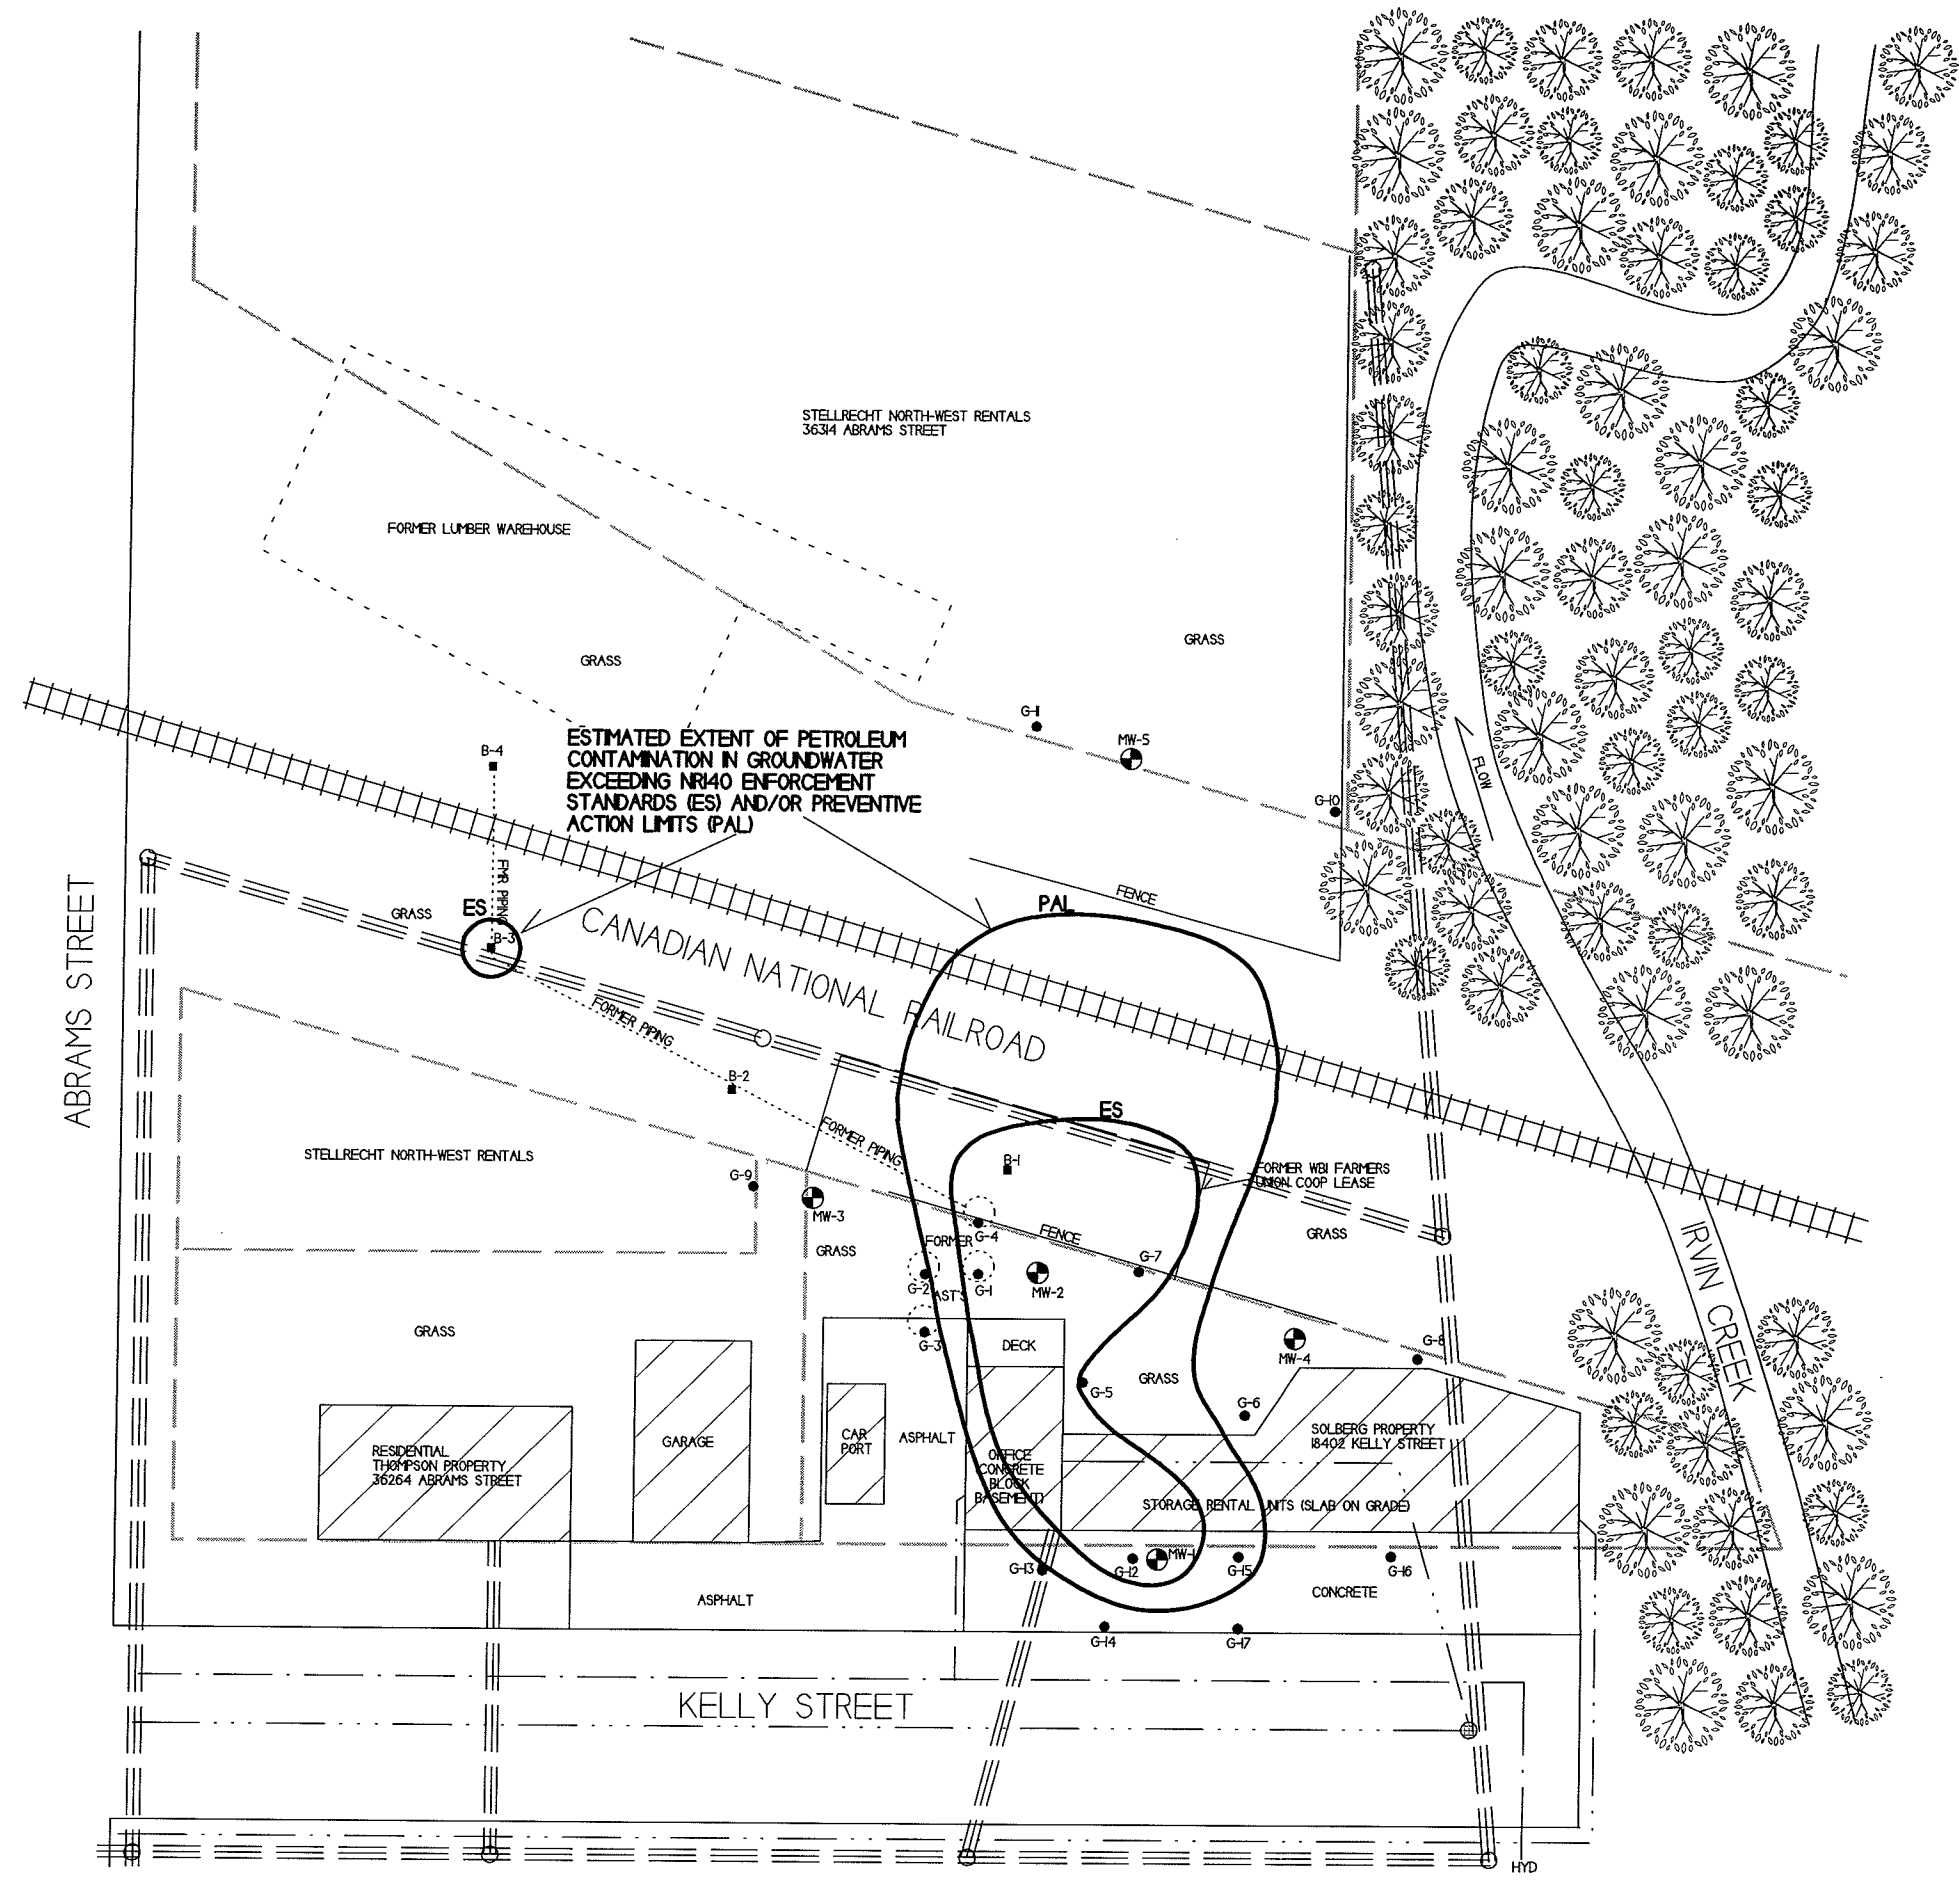 STELLRECHT NORTH-WEST RENTALS
36314 ABRAMS STREET
FORMER LUMBER WAREHOUSE
GRASS
GRASS
G-11
MW-5
B-4
ESTIMATED EXTENT OF PETROLEUM
CONTAMINATION IN GROUNDWATER
EXCEEDING NR140 ENFORCEMENT
STANDARDS (ES) AND/OR PREVENTIVE
ACTION LIMITS (PAL)
FLOW
G-10
FMR PIPING
FENCE
PAL
ES
GRASS
B-3
ABRAMS STREET
CANADIAN NATIONAL RAILROAD
FORMER PIPING
B-2
ES
FORMER PIPING
STELLRECHT NORTH-WEST RENTALS
B-1
FORMER WBI FARMERS
UNION COOP LEASE
G-9
MW-3
G-4
FENCE
GRASS
FORMER
GRASS
G-7
G-2
AST'S
G-1
MW-2
IRVIN CREEK
GRASS
G-3
DECK
MW-4
G-8
G-5
GRASS
G-6
SOLBERG PROPERTY
18402 KELLY STREET
CAR
PORT
ASPHALT
GARAGE
RESIDENTIAL
THOMPSON PROPERTY
36264 ABRAMS STREET
OFFICE
CONCRETE
BLOCK
BASEMENT)
STORAGE RENTAL UNITS (SLAB ON GRADE)
G-13
G-12
MW-1
G-15
G-16
ASPHALT
CONCRETE
G-14
G-17
KELLY STREET
HYD